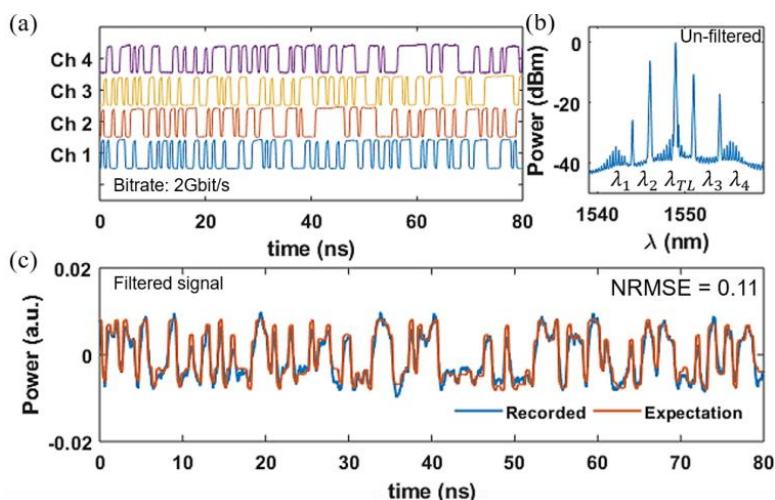 (a)
Ch 4
Ch 3
Ch 2
Ch 1
Bitrate: 2Gbit/s
0 20 40 60 80
time (ns)
(b)
Un-filtered
Power (dBm)
0
-20
-40
λ1 λ2 λTL λ3 λ4
1540 1550
λ (nm)
(c)
Filtered signal
NRMSE = 0.11
Power (a.u.)
0.02
0
-0.02
Recorded Expectation
0 10 20 30 40 50 60 70 80
time (ns)